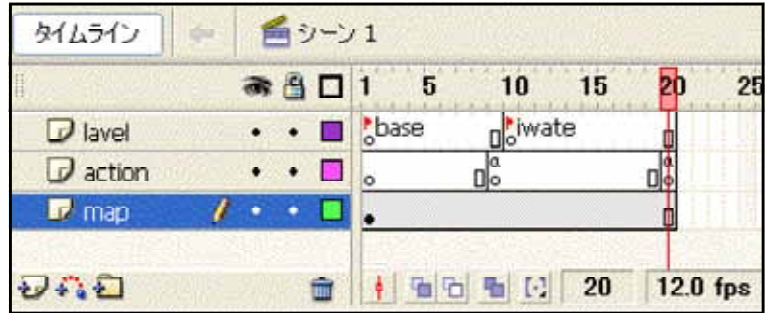 タイムライン シーン 1
1 5 10 15 20 25
lavel base iwate
action a a
map
20 12.0 fps